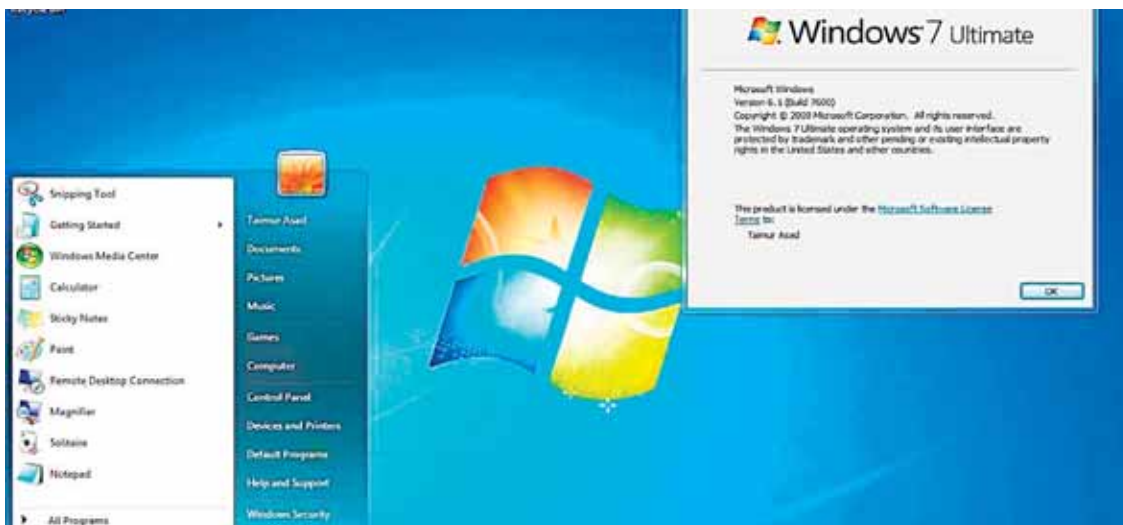 Recycle Bin
Windows 7 Ultimate
Microsoft Windows
Version 6.1 (Build 7600)
Copyright © 2009 Microsoft Corporation. All rights reserved.
The Windows 7 Ultimate operating system and its user interface are
protected by trademark and other pending or existing intellectual property
rights in the United States and other countries.
This product is licensed under the Microsoft Software License
Terms to:
Taimur Asad
OK
Snipping Tool
Getting Started
Windows Media Center
Calculator
Sticky Notes
Paint
Remote Desktop Connection
Magnifier
Solitaire
Notepad
All Programs
Taimur Asad
Documents
Pictures
Music
Games
Computer
Control Panel
Devices and Printers
Default Programs
Help and Support
Windows Security